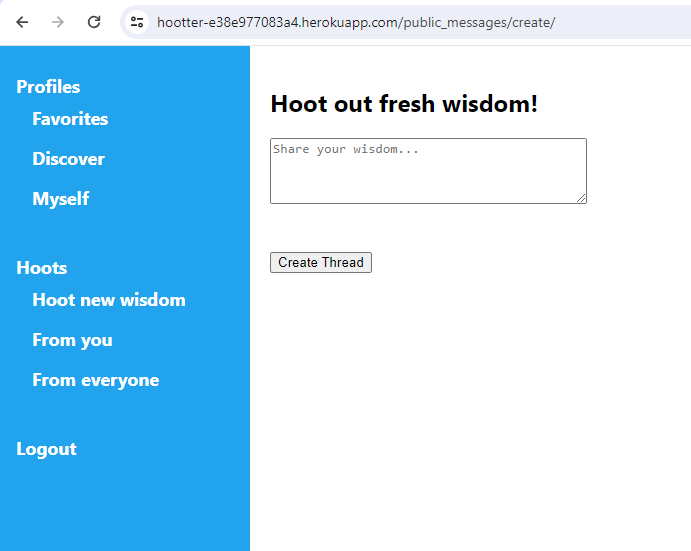 hootter-e38e977083a4.herokuapp.com/public_messages/create/
Profiles
Favorites
Discover
Myself
Hoots
Hoot new wisdom
From you
From everyone
Logout
Hoot out fresh wisdom!
Share your wisdom...
Create Thread